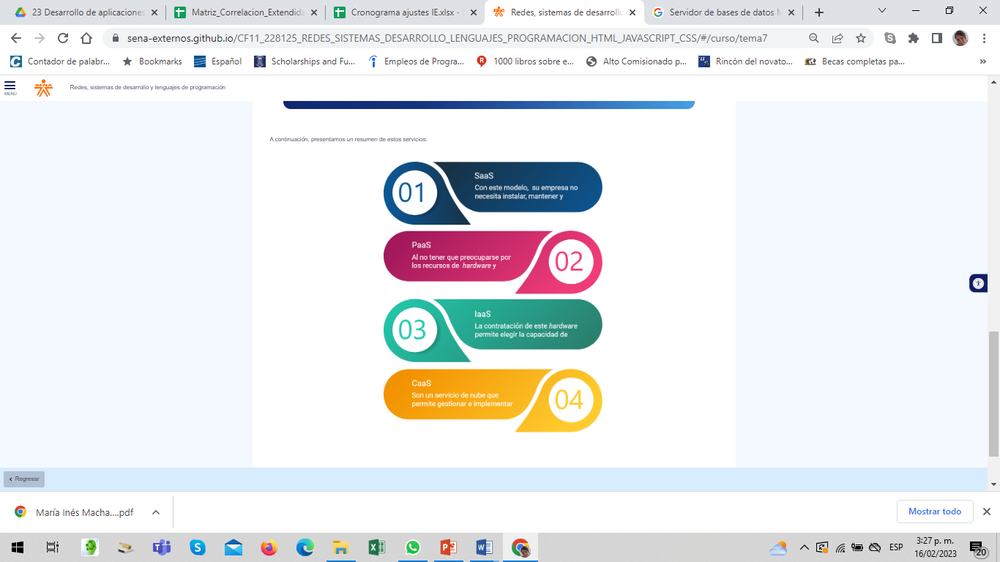 23 Desarrollo de aplicaciones
Matriz_Correlacion_Extendida
Cronograma ajustes IE.xlsx -
Redes, sistemas de desarrollo
Servidor de bases de datos M
sena-externos.github.io/CF11_228125_REDES_SISTEMAS_DESARROLLO_LENGUAJES_PROGRAMACION_HTML_JAVASCRIPT_CSS/#/curso/tema7
Contador de palabr...
Bookmarks
Español
Scholarships and Fu...
Empleos de Progra...
1000 libros sobre e...
Alto Comisionado p...
Rincón del novato...
Becas completas pa...
»
MENÚ
SENA
Redes, sistemas de desarrollo y lenguajes de programación
A continuación, presentamos un resumen de estos servicios:
01
SaaS
Con este modelo, su empresa no
necesita instalar, mantener y
PaaS
Al no tener que preocuparse por
los recursos de hardware y
02
03
IaaS
La contratación de este hardware
permite elegir la capacidad de
CaaS
Son un servicio de nube que
permite gestionar e implementar
04
Regresar
María Inés Macha....pdf
Mostrar todo
ESP
3:27 p. m.
16/02/2023
20